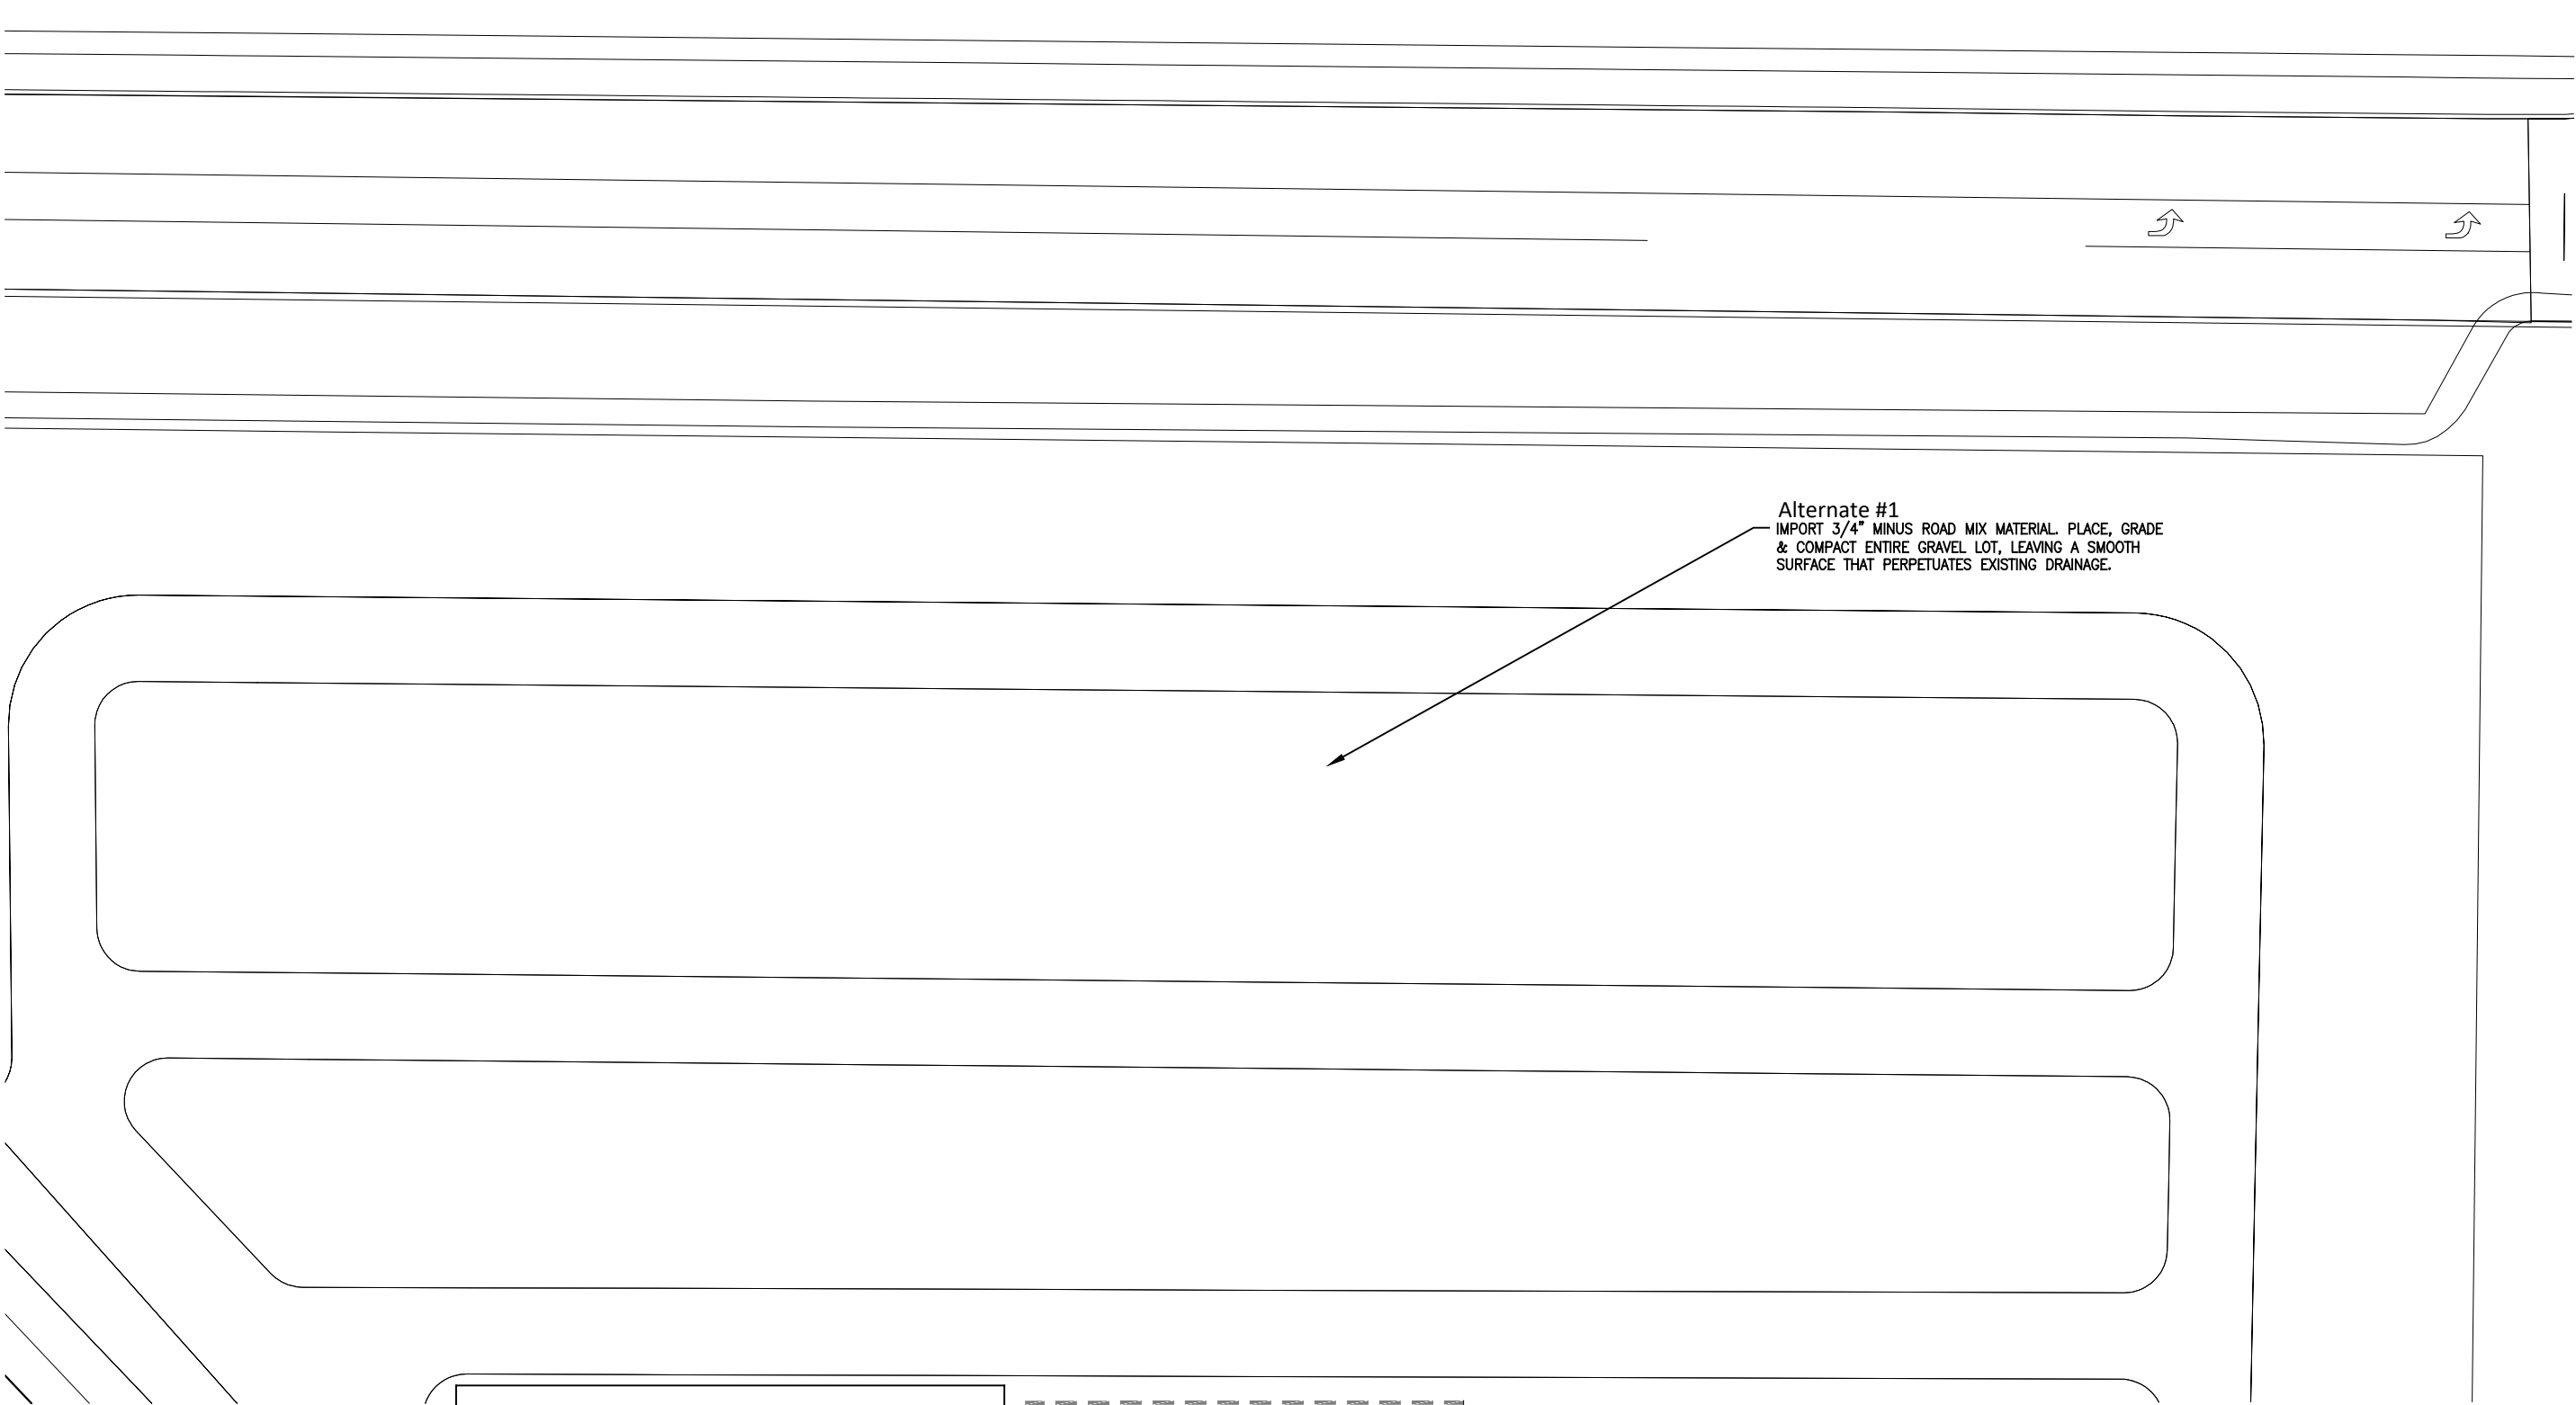 Alternate #1
IMPORT 3/4" MINUS ROAD MIX MATERIAL. PLACE, GRADE
& COMPACT ENTIRE GRAVEL LOT, LEAVING A SMOOTH
SURFACE THAT PERPETUATES EXISTING DRAINAGE.